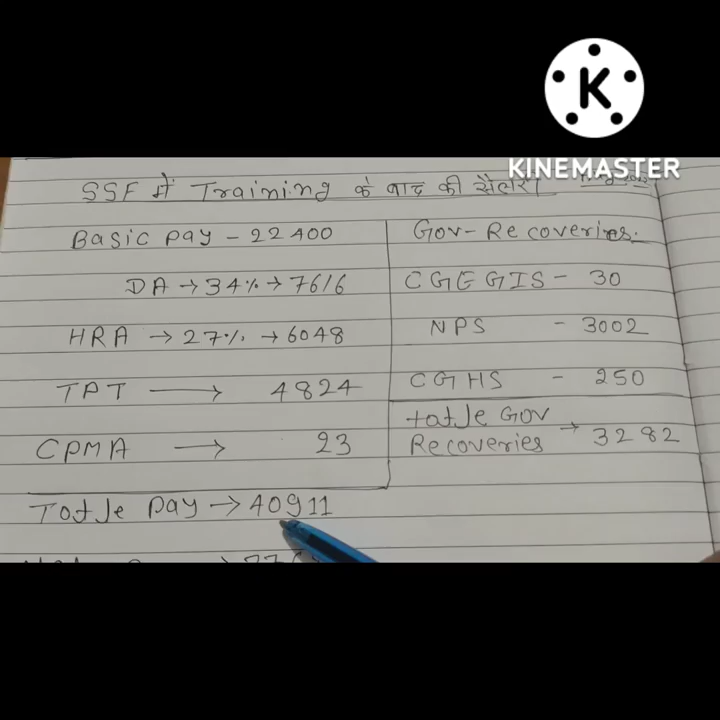 KINEMASTER
SSF में Training के बाद की सैलरी
Basic pay - 22400
DA → 34% → 7616
HRA → 27% → 6048
TPT → 4824
CPMA → 23
Totle pay → 40911
Gov- Recoveries.
CGEGIS - 30
NPS - 3002
CGHS - 250
totle Gov
Recoveries → 3282